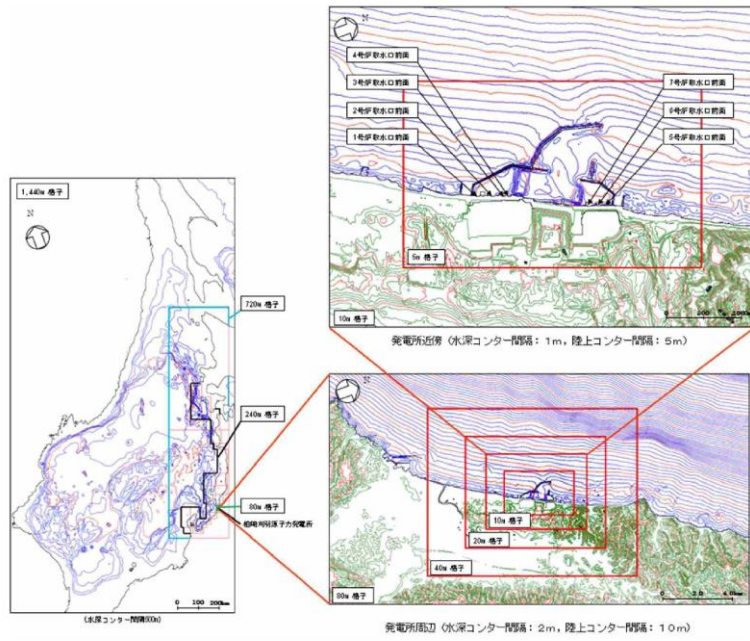 1,440m 格子
N
720m 格子
240m 格子
80m 格子
柏崎刈羽原子力発電所
0 100 200km
(水深コンター間隔500m)
N
4号炉取水口前面
3号炉取水口前面
2号炉取水口前面
1号炉取水口前面
7号炉取水口前面
6号炉取水口前面
5号炉取水口前面
5m 格子
10m 格子
発電所近傍（水深コンター間隔：1m，陸上コンター間隔：5m）
N
10m 格子
20m 格子
40m 格子
80m 格子
発電所周辺（水深コンター間隔：2m，陸上コンター間隔：10m）